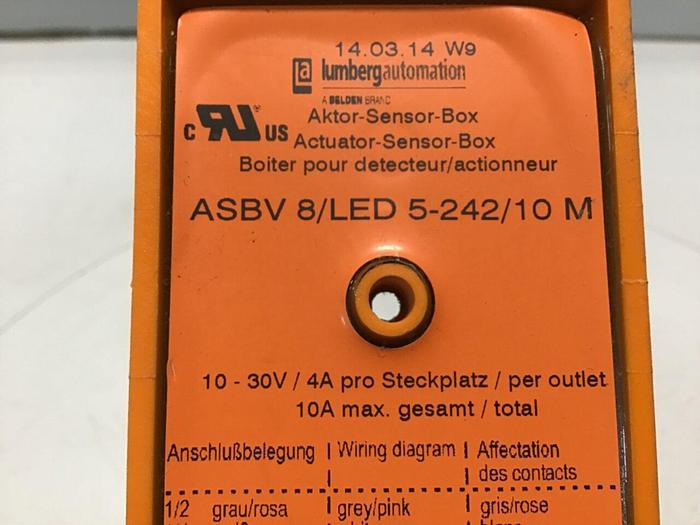 14.03.14 W9
la lumbergautomation
A BELDEN BRAND
c RU US
Aktor-Sensor-Box
Actuator-Sensor-Box
Boiter pour detecteur/actionneur
ASBV 8/LED 5-242/10 M
10 - 30V / 4A pro Steckplatz / per outlet
10A max. gesamt / total
Anschlußbelegung | Wiring diagram | Affectation des contacts
1/2 grau/rosa | grey/pink | gris/rose